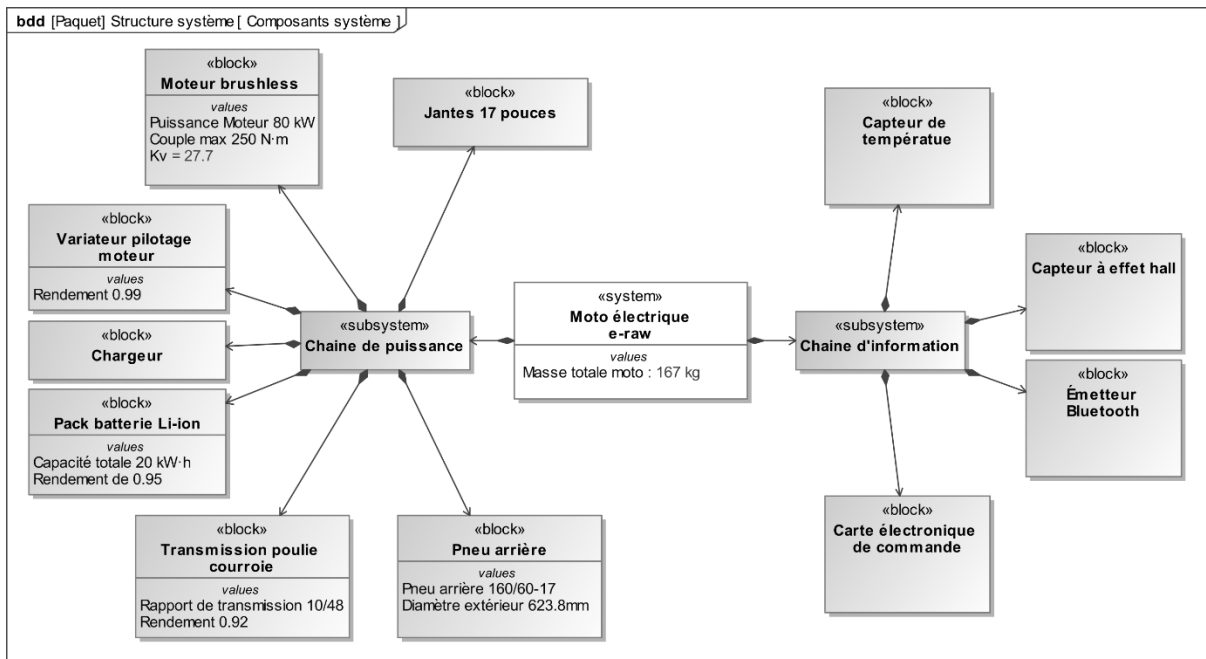 bdd [Paquet] Structure système [ Composants système ]
«block»
Moteur brushless
values
Puissance Moteur 80 kW
Couple max 250 N·m
Kv = 27.7
«block»
Jantes 17 pouces
«block»
Capteur de
températue
«block»
Variateur pilotage
moteur
values
Rendement 0.99
«block»
Capteur à effet hall
«system»
Moto électrique
e-raw
values
Masse totale moto : 167 kg
«subsystem»
Chaine de puissance
«subsystem»
Chaine d'information
«block»
Chargeur
«block»
Émetteur
Bluetooth
«block»
Pack batterie Li-ion
values
Capacité totale 20 kW·h
Rendement de 0.95
«block»
Carte électronique
de commande
«block»
Transmission poulie
courroie
values
Rapport de transmission 10/48
Rendement 0.92
«block»
Pneu arrière
values
Pneu arrière 160/60-17
Diamètre extérieur 623.8mm